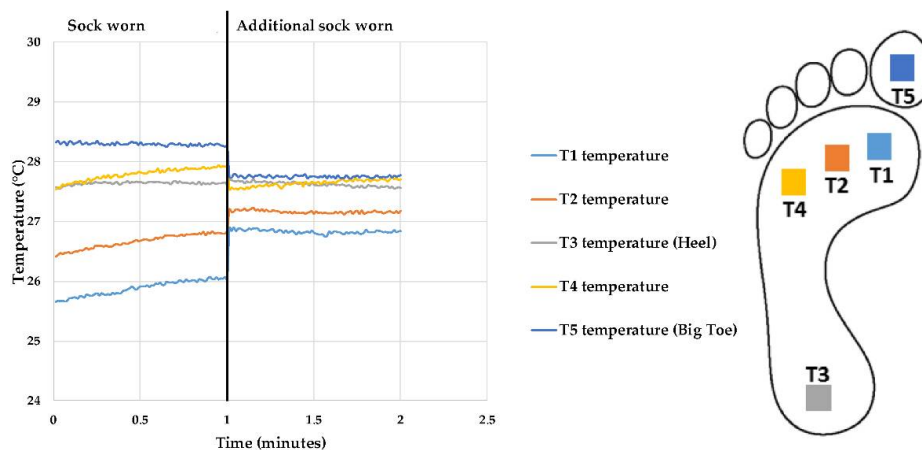 Sock worn
Additional sock worn
30
29
28
27
26
25
24
Temperature (°C)
0
0.5
1
1.5
2
2.5
Time (minutes)
T1 temperature
T2 temperature
T3 temperature (Heel)
T4 temperature
T5 temperature (Big Toe)
T5
T1
T2
T4
T3